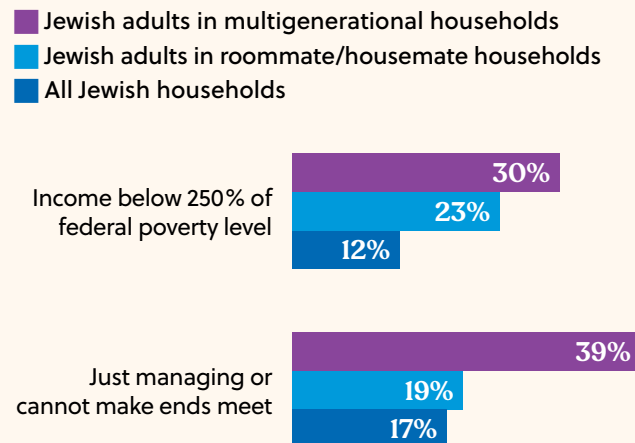 Jewish adults in multigenerational households
Jewish adults in roommate/housemate households
All Jewish households
Income below 250% of
federal poverty level
30%
23%
12%
Just managing or
cannot make ends meet
39%
19%
17%